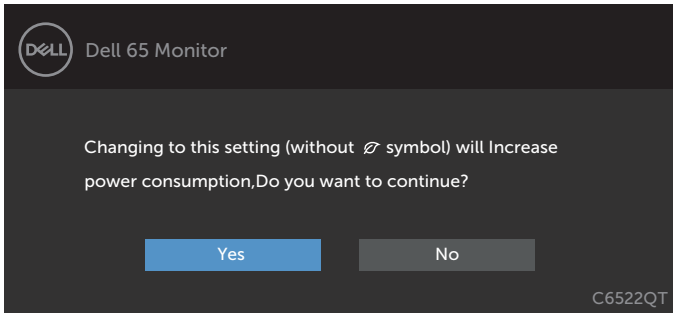 DELL Dell 65 Monitor
Changing to this setting (without symbol) will Increase
power consumption,Do you want to continue?
Yes No
C6522QT